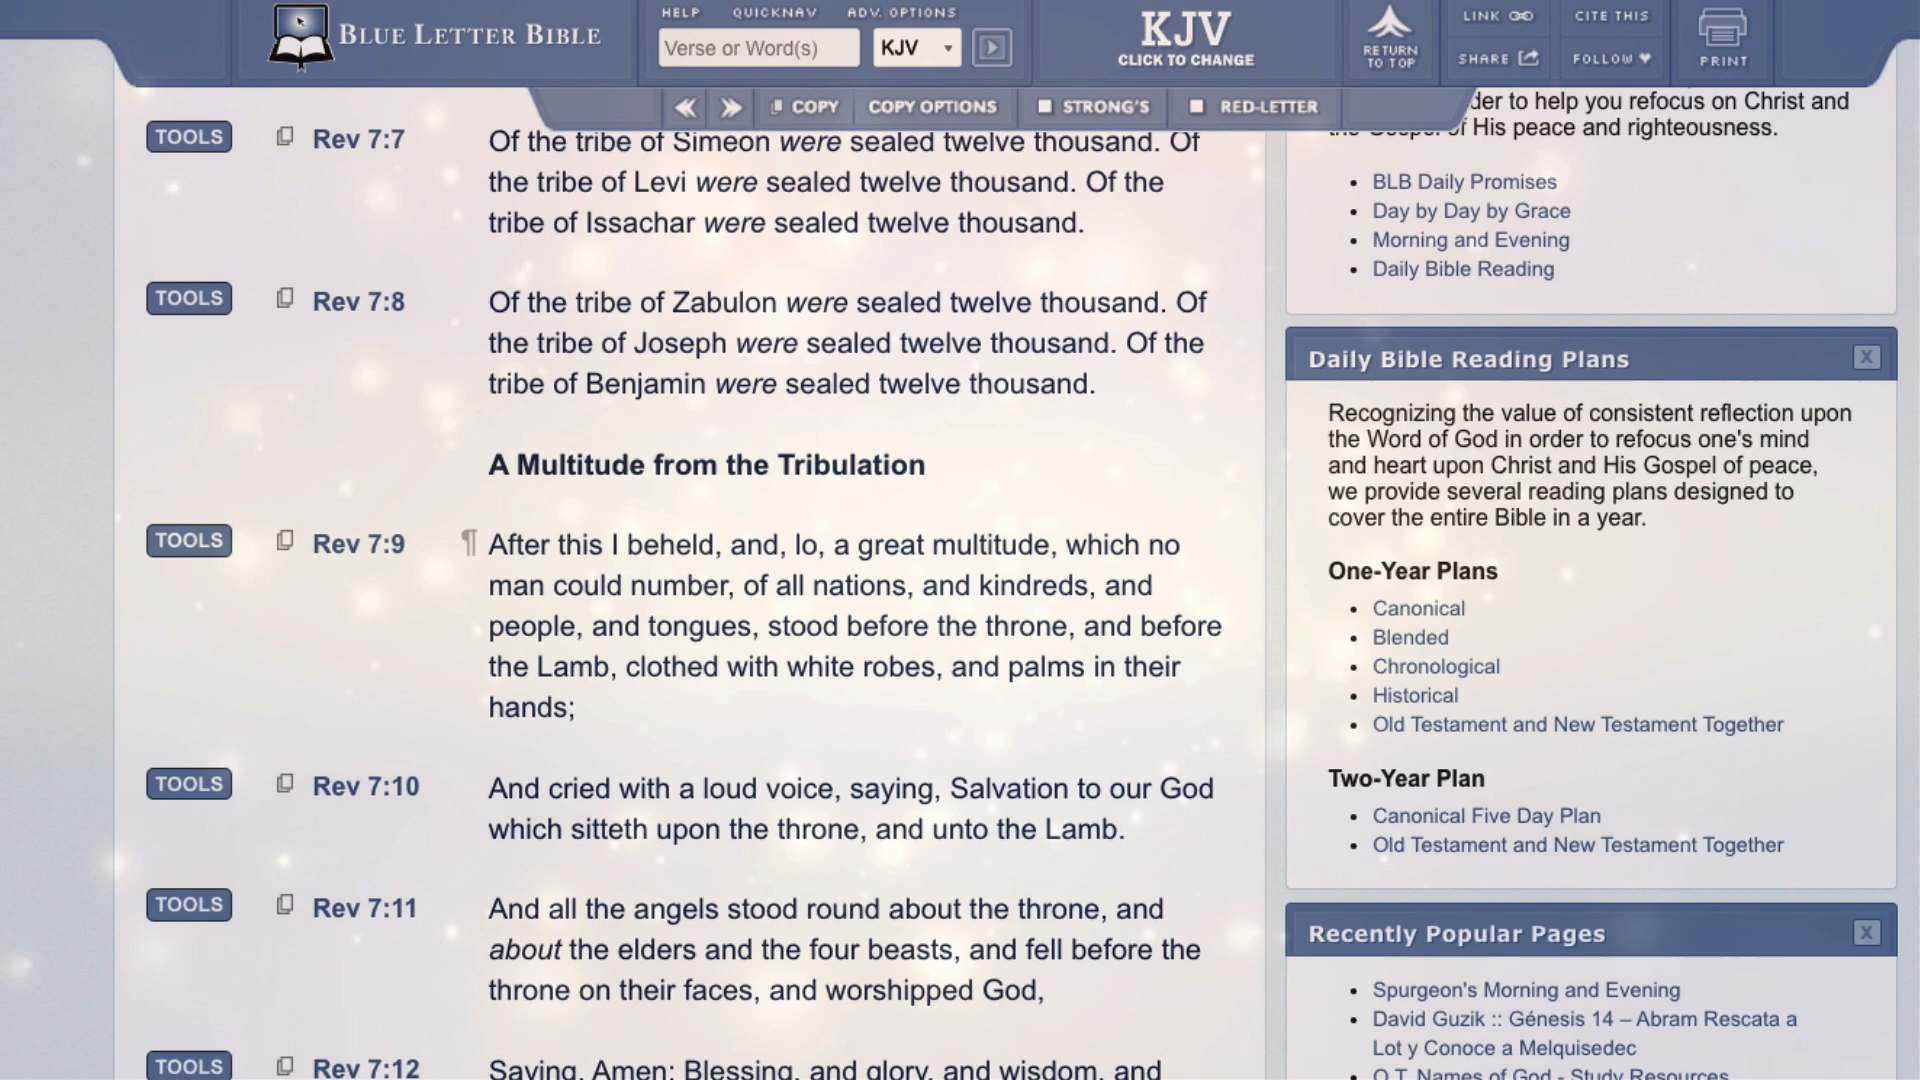 BLUE LETTER BIBLE
HELP QUICKNAV ADV. OPTIONS
Verse or Word(s)
KJV
KJV
CLICK TO CHANGE
RETURN
TO TOP
LINK
CITE THIS
SHARE
FOLLOW
PRINT
COPY COPY OPTIONS STRONG'S RED-LETTER
TOOLS Rev 7:7
Of the tribe of Simeon were sealed twelve thousand. Of
the tribe of Levi were sealed twelve thousand. Of the
tribe of Issachar were sealed twelve thousand.
TOOLS Rev 7:8
Of the tribe of Zabulon were sealed twelve thousand. Of
the tribe of Joseph were sealed twelve thousand. Of the
tribe of Benjamin were sealed twelve thousand.
A Multitude from the Tribulation
TOOLS Rev 7:9
¶ After this I beheld, and, lo, a great multitude, which no
man could number, of all nations, and kindreds, and
people, and tongues, stood before the throne, and before
the Lamb, clothed with white robes, and palms in their
hands;
TOOLS Rev 7:10
And cried with a loud voice, saying, Salvation to our God
which sitteth upon the throne, and unto the Lamb.
TOOLS Rev 7:11
And all the angels stood round about the throne, and
about the elders and the four beasts, and fell before the
throne on their faces, and worshipped God,
TOOLS Rev 7:12
Saying, Amen: Blessing, and glory, and wisdom, and
to help you refocus on Christ and
of His peace and righteousness.
• BLB Daily Promises
• Day by Day by Grace
• Morning and Evening
• Daily Bible Reading
Daily Bible Reading Plans X
Recognizing the value of consistent reflection upon
the Word of God in order to refocus one's mind
and heart upon Christ and His Gospel of peace,
we provide several reading plans designed to
cover the entire Bible in a year.
One-Year Plans
• Canonical
• Blended
• Chronological
• Historical
• Old Testament and New Testament Together
Two-Year Plan
• Canonical Five Day Plan
• Old Testament and New Testament Together
Recently Popular Pages X
• Spurgeon's Morning and Evening
• David Guzik :: Génesis 14 – Abram Rescata a
Lot y Conoce a Melquisedec
• O.T. Names of God - Study Resources